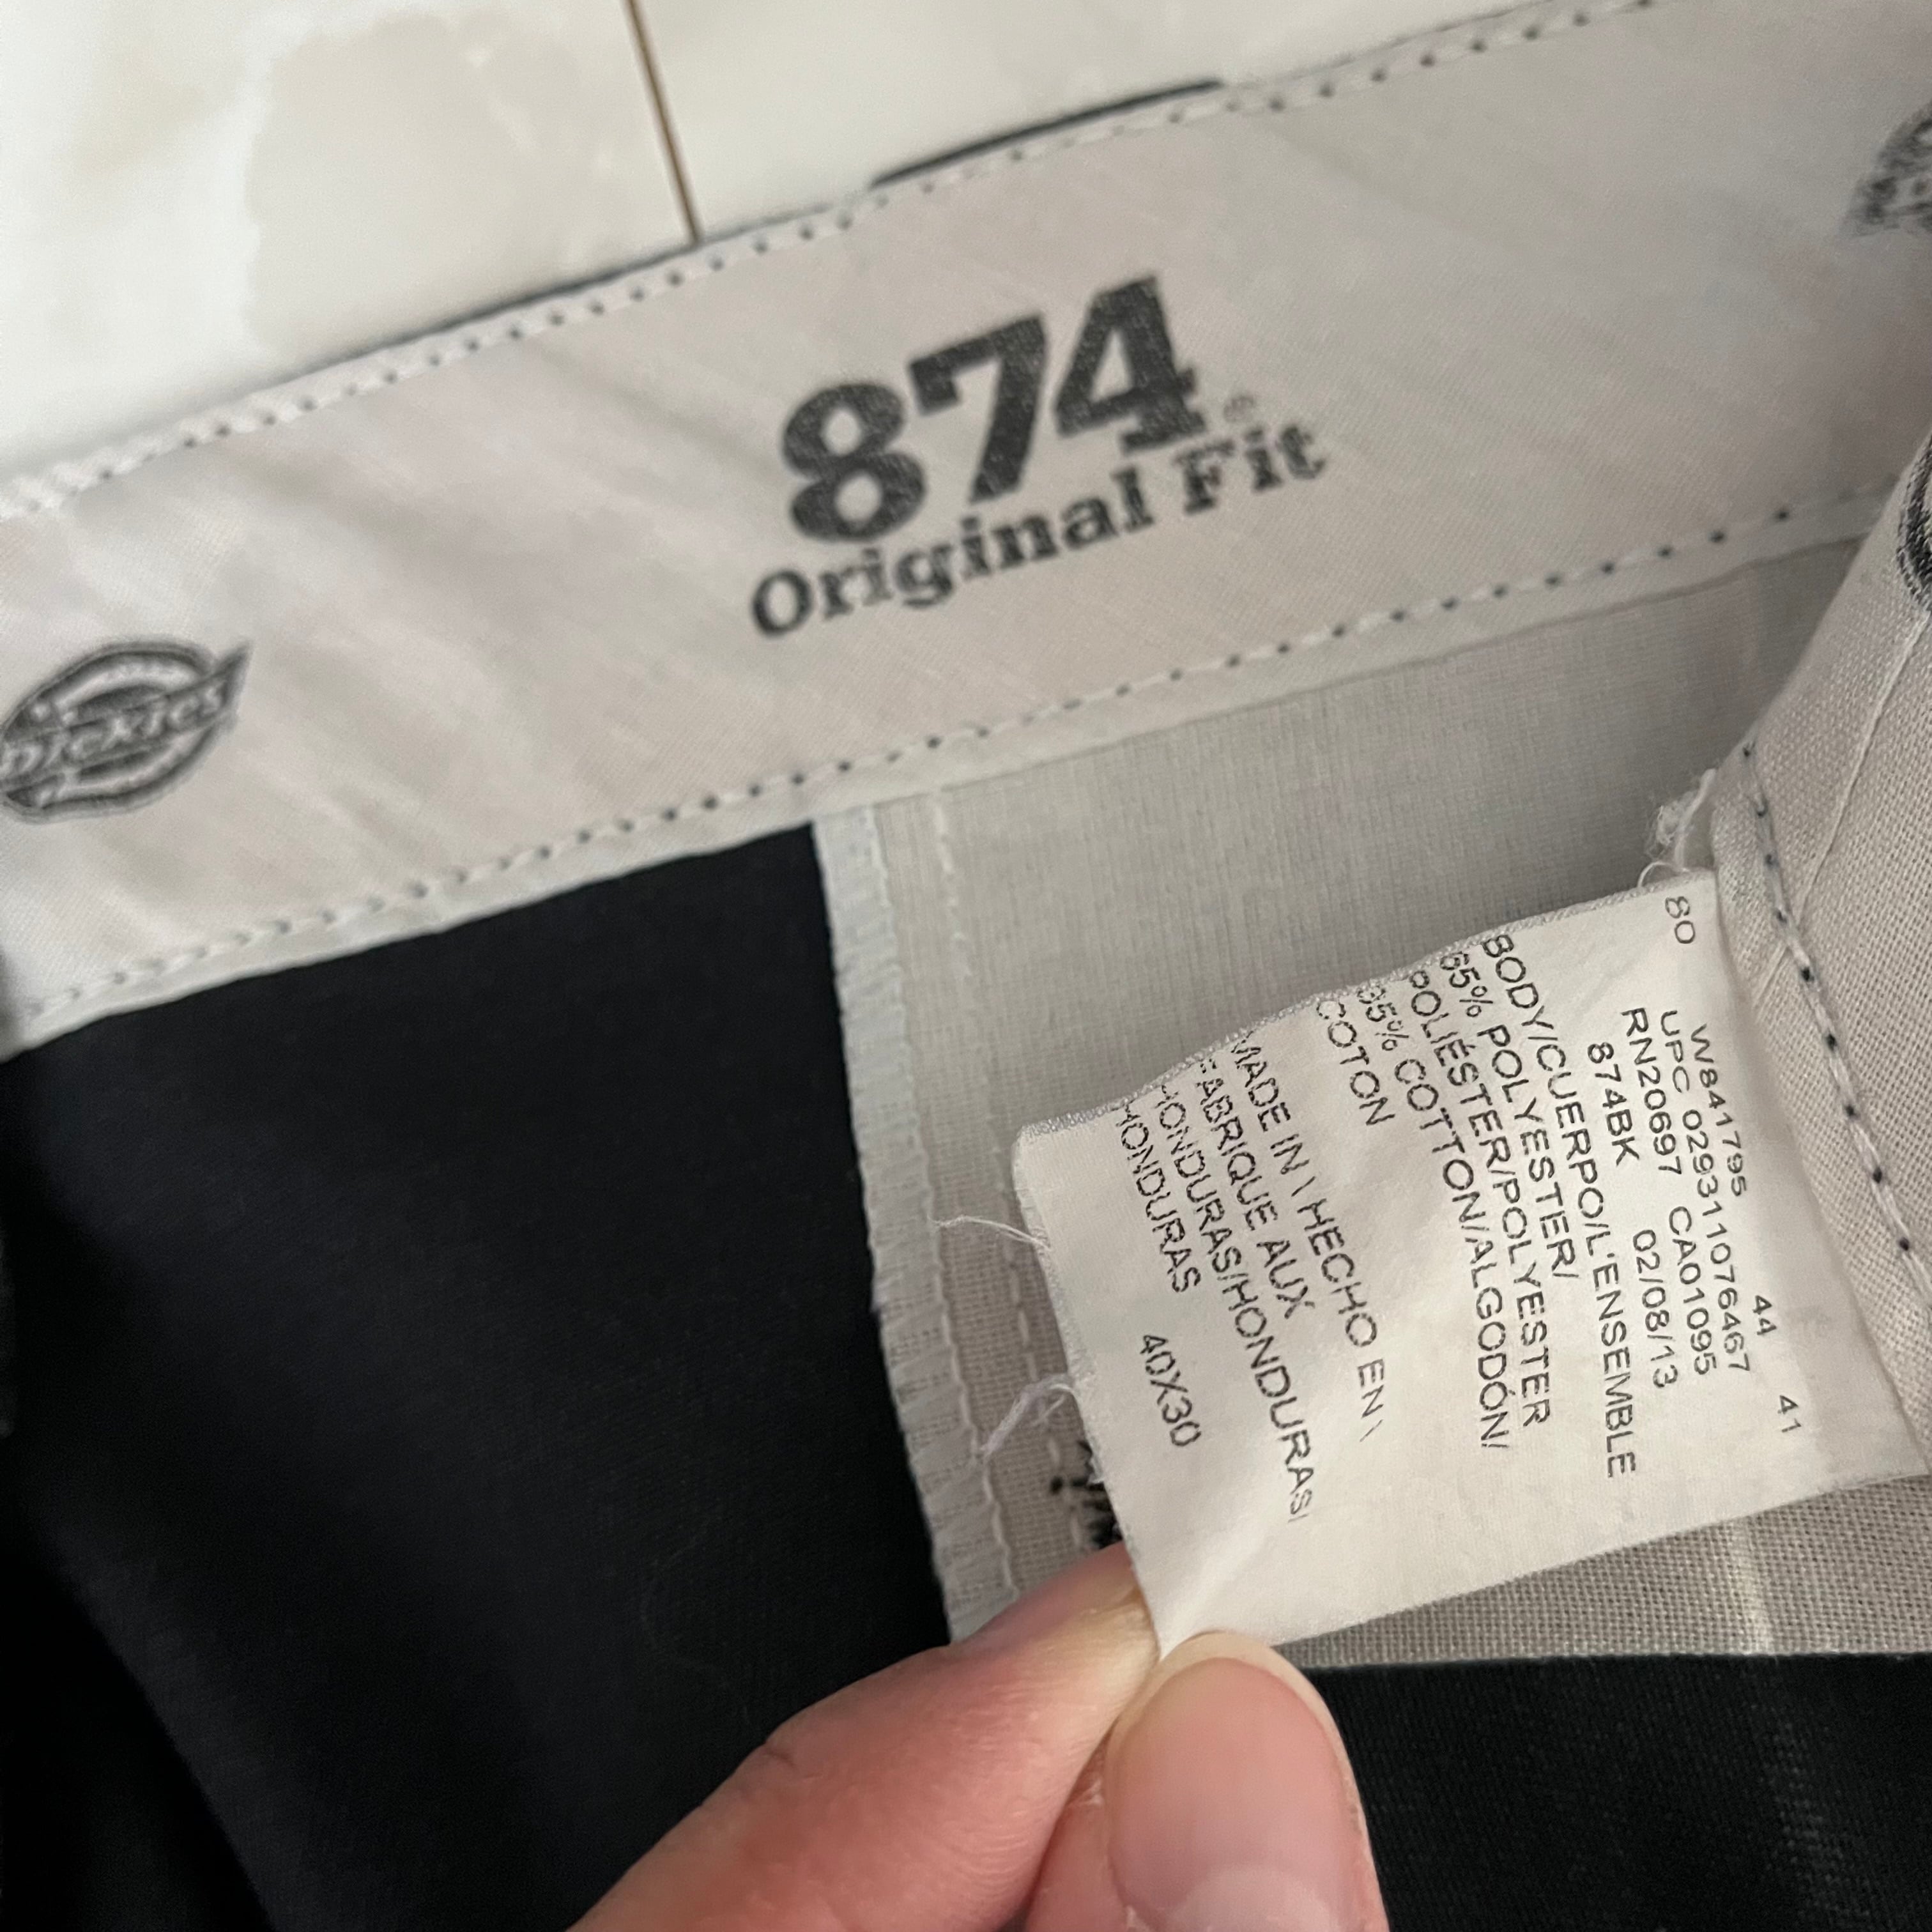 874®
Original Fit
Dickies
80
41
W841795 44
UPC 029311076467
RN20697 CA01095
874BK 02/08/13
BODY/CUERPO/L'ENSEMBLE
65% POLYESTER/
POLIÉSTER/POLYESTER
35% COTTON/ALGODÓN/
COTON
MADE IN \ HECHO EN \
FABRIQUE AUX
HONDURAS/HONDURAS/
HONDURAS
40X30